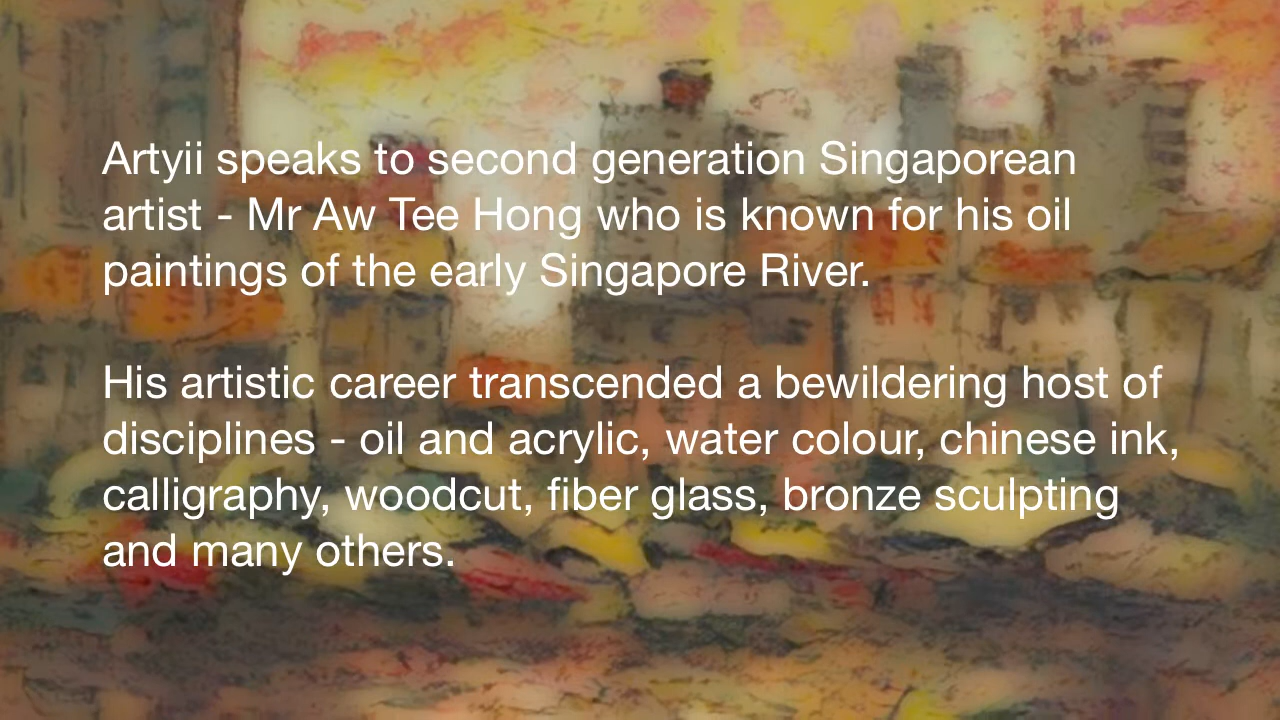 Artyii speaks to second generation Singaporean
artist - Mr Aw Tee Hong who is known for his oil
paintings of the early Singapore River.
His artistic career transcended a bewildering host of
disciplines - oil and acrylic, water colour, chinese ink,
calligraphy, woodcut, fiber glass, bronze sculpting
and many others.